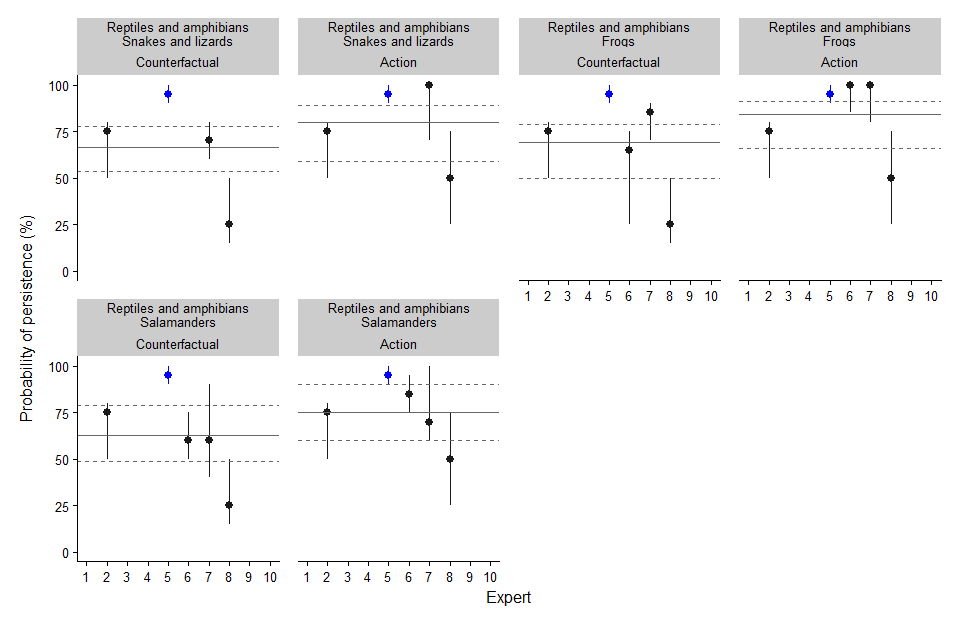 Reptiles and amphibians
Snakes and lizards
Counterfactual
Reptiles and amphibians
Snakes and lizards
Action
Reptiles and amphibians
Frogs
Counterfactual
Reptiles and amphibians
Frogs
Action
100
75
50
25
0
1 2 3 4 5 6 7 8 9 10
1 2 3 4 5 6 7 8 9 10
Probability of persistence (%)
Reptiles and amphibians
Salamanders
Counterfactual
Reptiles and amphibians
Salamanders
Action
100
75
50
25
0
1 2 3 4 5 6 7 8 9 10
1 2 3 4 5 6 7 8 9 10
Expert